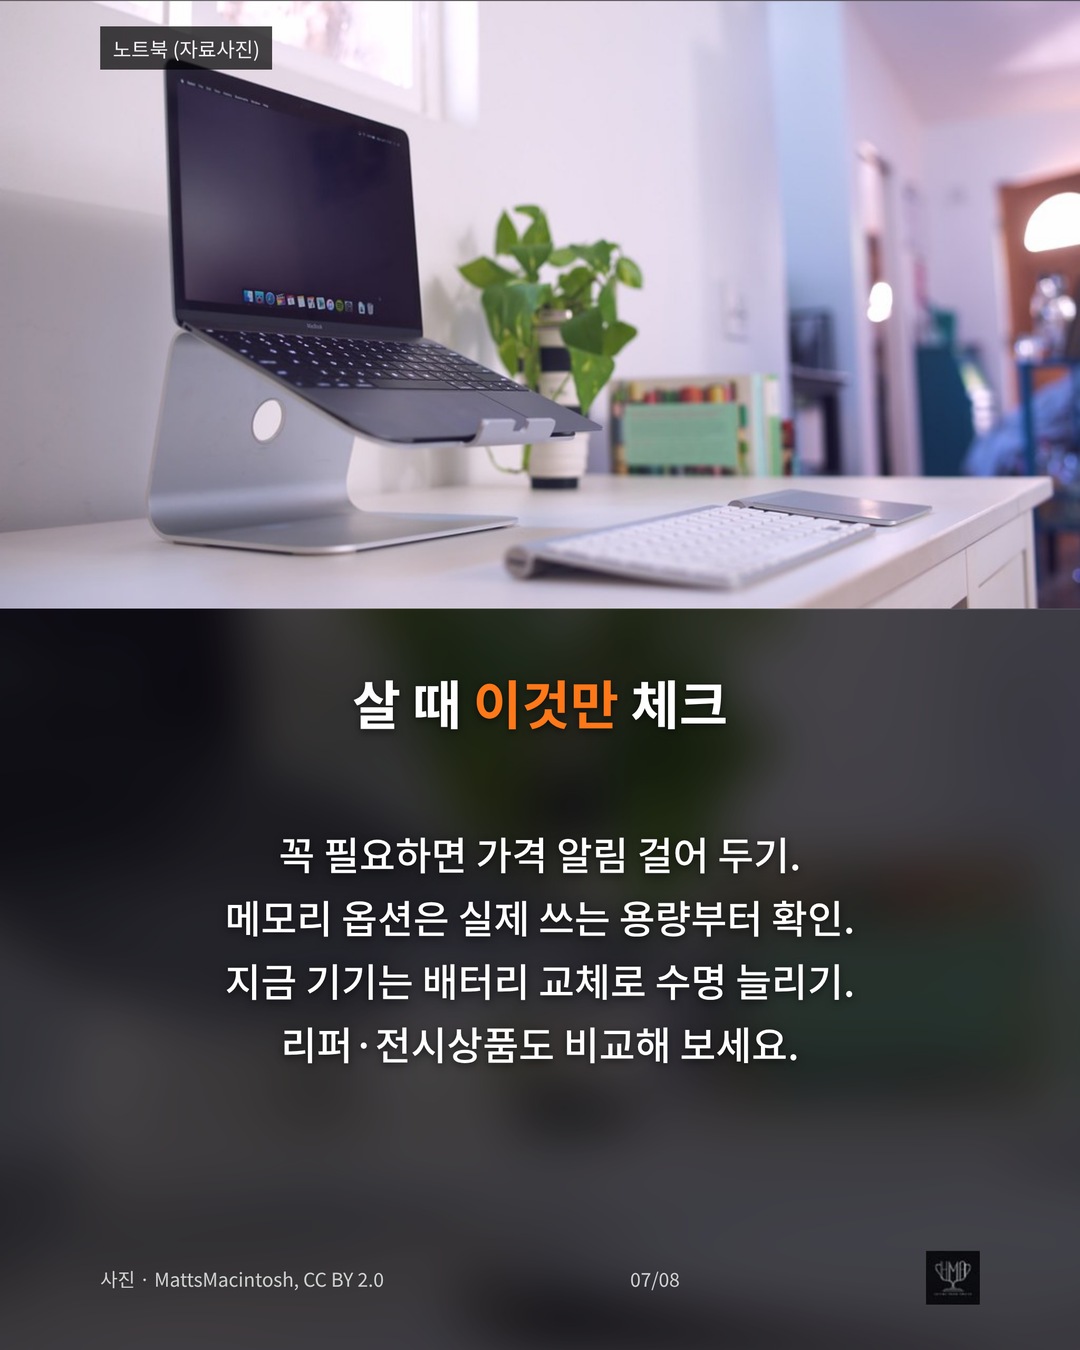 노트북 (자료사진)
MacBook
살 때 이것만 체크
꼭 필요하면 가격 알림 걸어 두기.
메모리 옵션은 실제 쓰는 용량부터 확인.
지금 기기는 배터리 교체로 수명 늘리기.
리퍼·전시상품도 비교해 보세요.
사진 · MattsMacintosh, CC BY 2.0
07/08